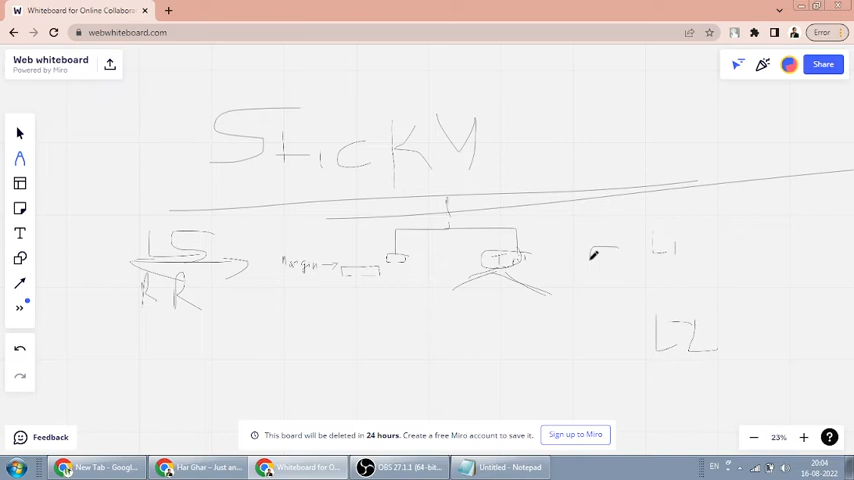 Whiteboard for Online Collabora
webwhiteboard.com
Error
Web whiteboard
Powered by Miro
Share
Sticky
LS
RR
Margin
L1
L2
T
Feedback
This board will be deleted in 24 hours. Create a free Miro account to save it.
Sign up to Miro
23%
?
New Tab - Google...
Har Ghar – Just an...
Whiteboard for O...
OBS 27.1.1 (64-bit...
Untitled - Notepad
EN
20:04
16-08-2022